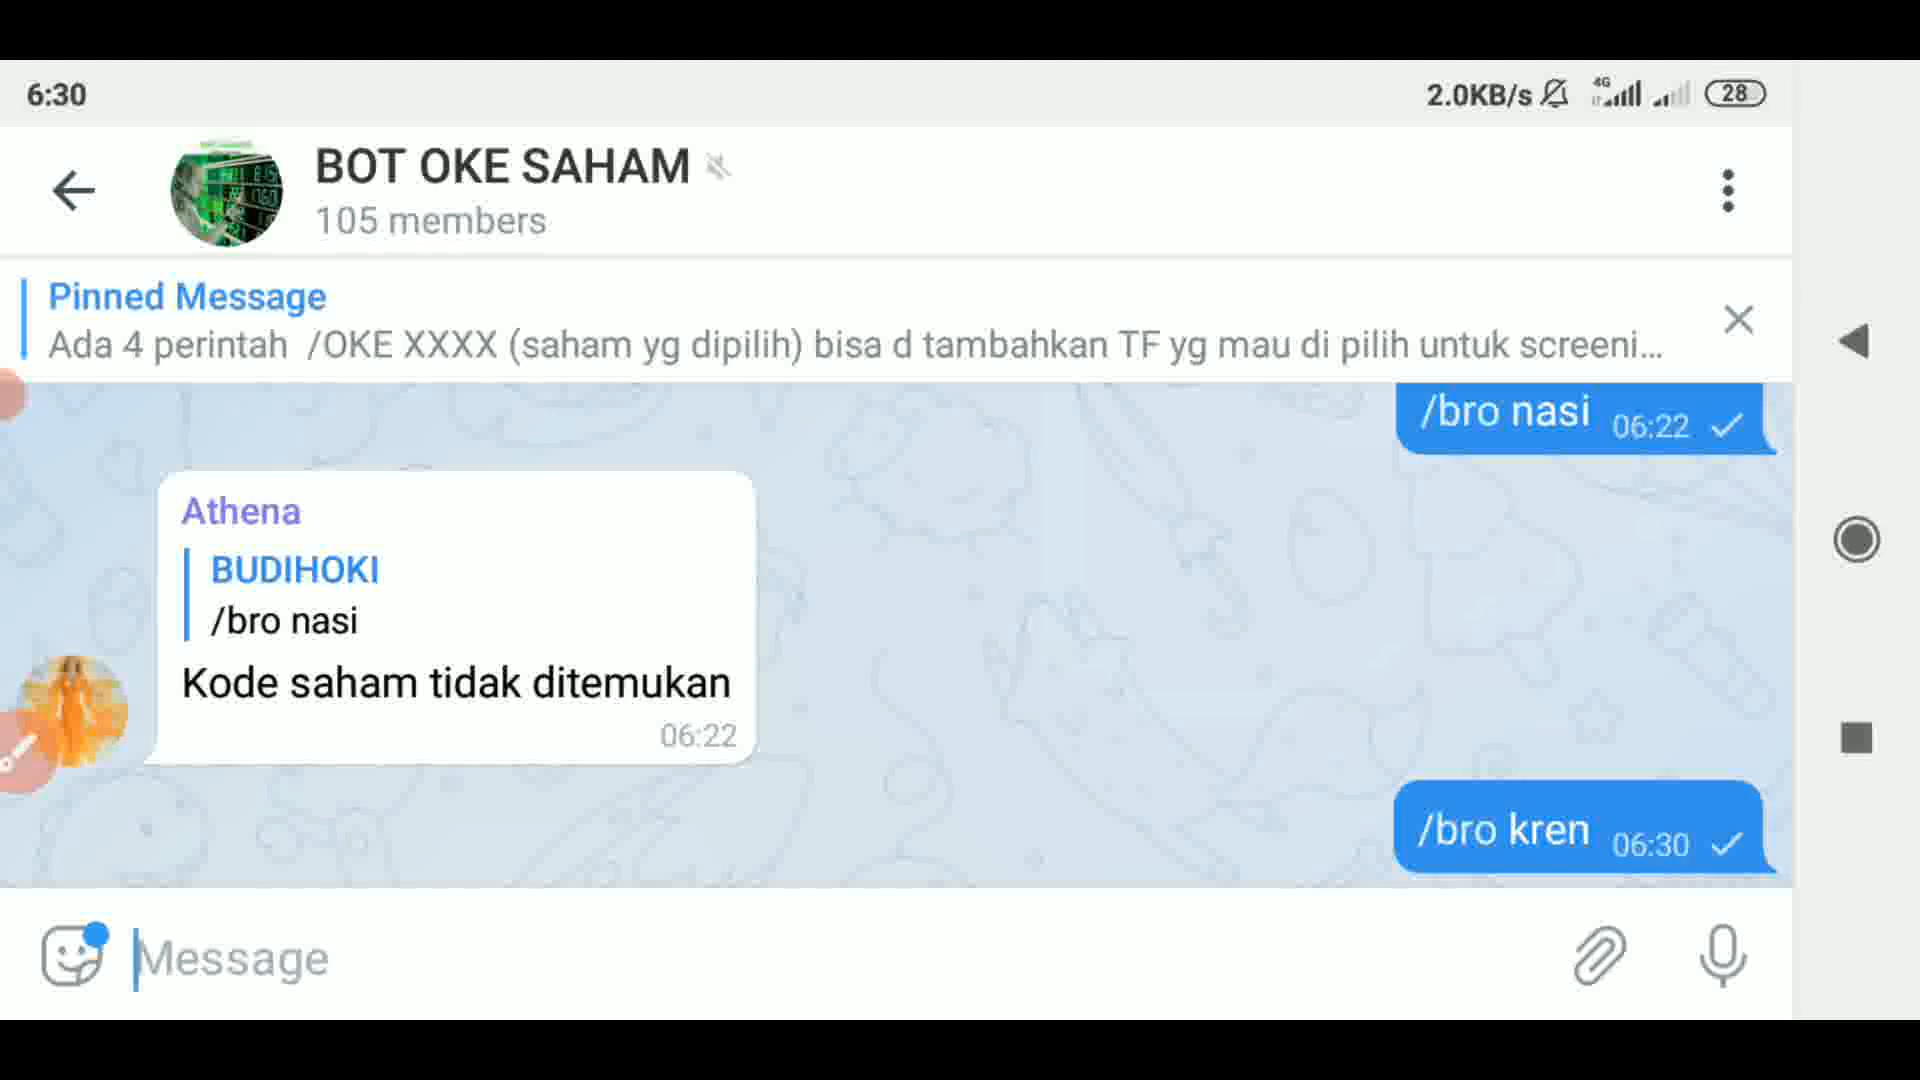 6:30
2.0KB/s 4G 28
BOT OKE SAHAM
105 members
Pinned Message
Ada 4 perintah /OKE XXXX (saham yg dipilih) bisa d tambahkan TF yg mau di pilih untuk screeni...
/bro nasi 06:22
Athena
BUDIHOKI
/bro nasi
Kode saham tidak ditemukan
06:22
/bro kren 06:30
Message